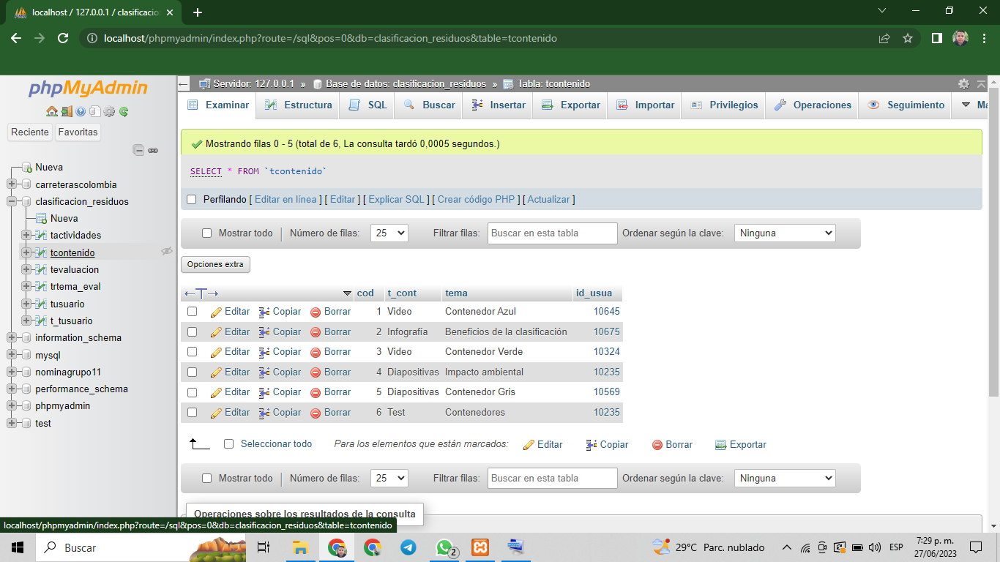 localhost / 127.0.0.1 / clasificacio
localhost/phpmyadmin/index.php?route=/sql&pos=0&db=clasificacion_residuos&table=tcontenido
phpMyAdmin
Reciente Favoritas
Nueva
carreterascolombia
clasificacion_residuos
Nueva
tactividades
tcontenido
tevaluacion
trtema_eval
tusuario
t_tusuario
information_schema
mysql
nominagrupo11
performance_schema
phpmyadmin
test
Servidor: 127.0.0.1 » Base de datos: clasificacion_residuos » Tabla: tcontenido
Examinar Estructura SQL Buscar Insertar Exportar Importar Privilegios Operaciones Seguimiento Ma
Mostrando filas 0 - 5 (total de 6, La consulta tardó 0,0005 segundos.)
SELECT * FROM `tcontenido`
Perfilando [ Editar en línea ] [ Editar ] [ Explicar SQL ] [ Crear código PHP ] [ Actualizar ]
Mostrar todo | Número de filas: 25 Filtrar filas: Buscar en esta tabla Ordenar según la clave: Ninguna
Opciones extra
cod t_cont tema id_usua
Editar Copiar Borrar 1 Video Contenedor Azul 10645
Editar Copiar Borrar 2 Infografía Beneficios de la clasificación 10675
Editar Copiar Borrar 3 Video Contenedor Verde 10324
Editar Copiar Borrar 4 Diapositivas Impacto ambiental 10235
Editar Copiar Borrar 5 Diapositivas Contenedor Gris 10569
Editar Copiar Borrar 6 Test Contenedores 10235
Seleccionar todo Para los elementos que están marcados: Editar Copiar Borrar Exportar
Mostrar todo | Número de filas: 25 Filtrar filas: Buscar en esta tabla Ordenar según la clave: Ninguna
Operaciones sobre los resultados de la consulta
localhost/phpmyadmin/index.php?route=/sql&pos=0&db=clasificacion_residuos&table=tcontenido
Buscar
2
29°C Parc. nublado
ESP
7:29 p. m.
27/06/2023